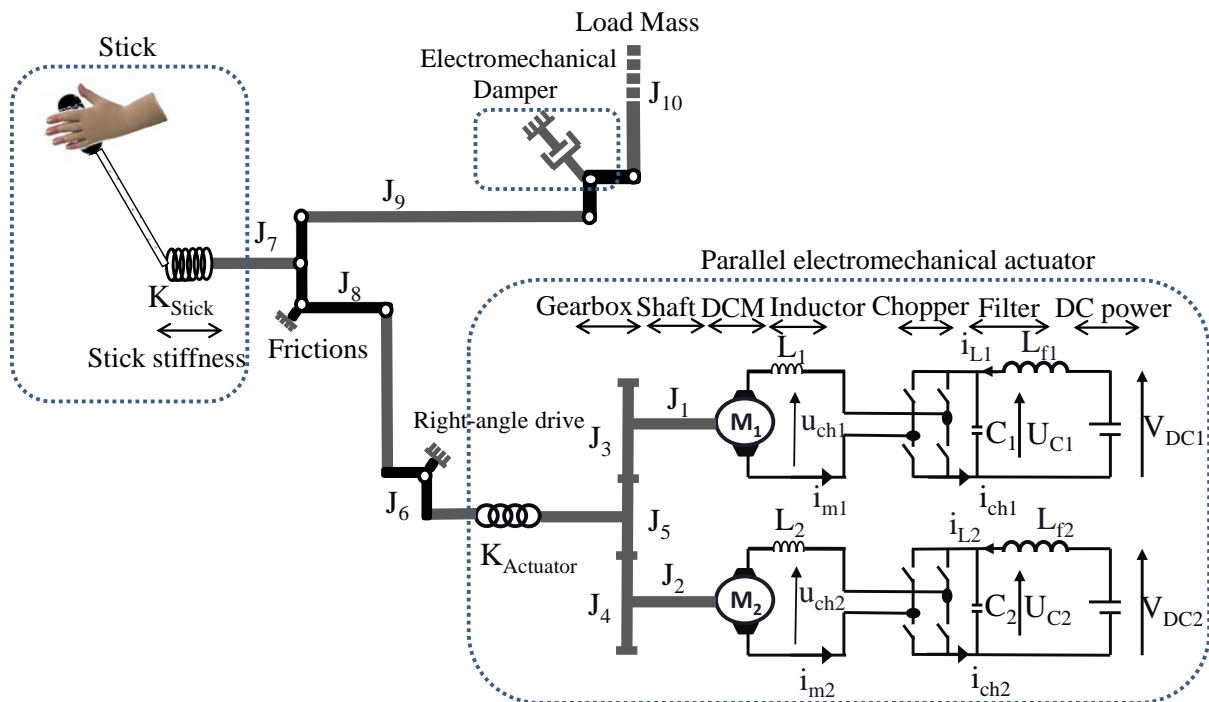 Stick
Load Mass
Electromechanical
Damper
J10
J9
J7
KStick
J8
Stick stiffness
Frictions
Parallel electromechanical actuator
Gearbox Shaft DCM Inductor Chopper Filter DC power
L1
iL1
Lf1
J1
M1
uch1
C1
UC1
VDC1
Right-angle drive
J3
im1
ich1
J6
J5
L2
iL2
Lf2
KActuator
J2
M2
uch2
C2
UC2
VDC2
J4
im2
ich2